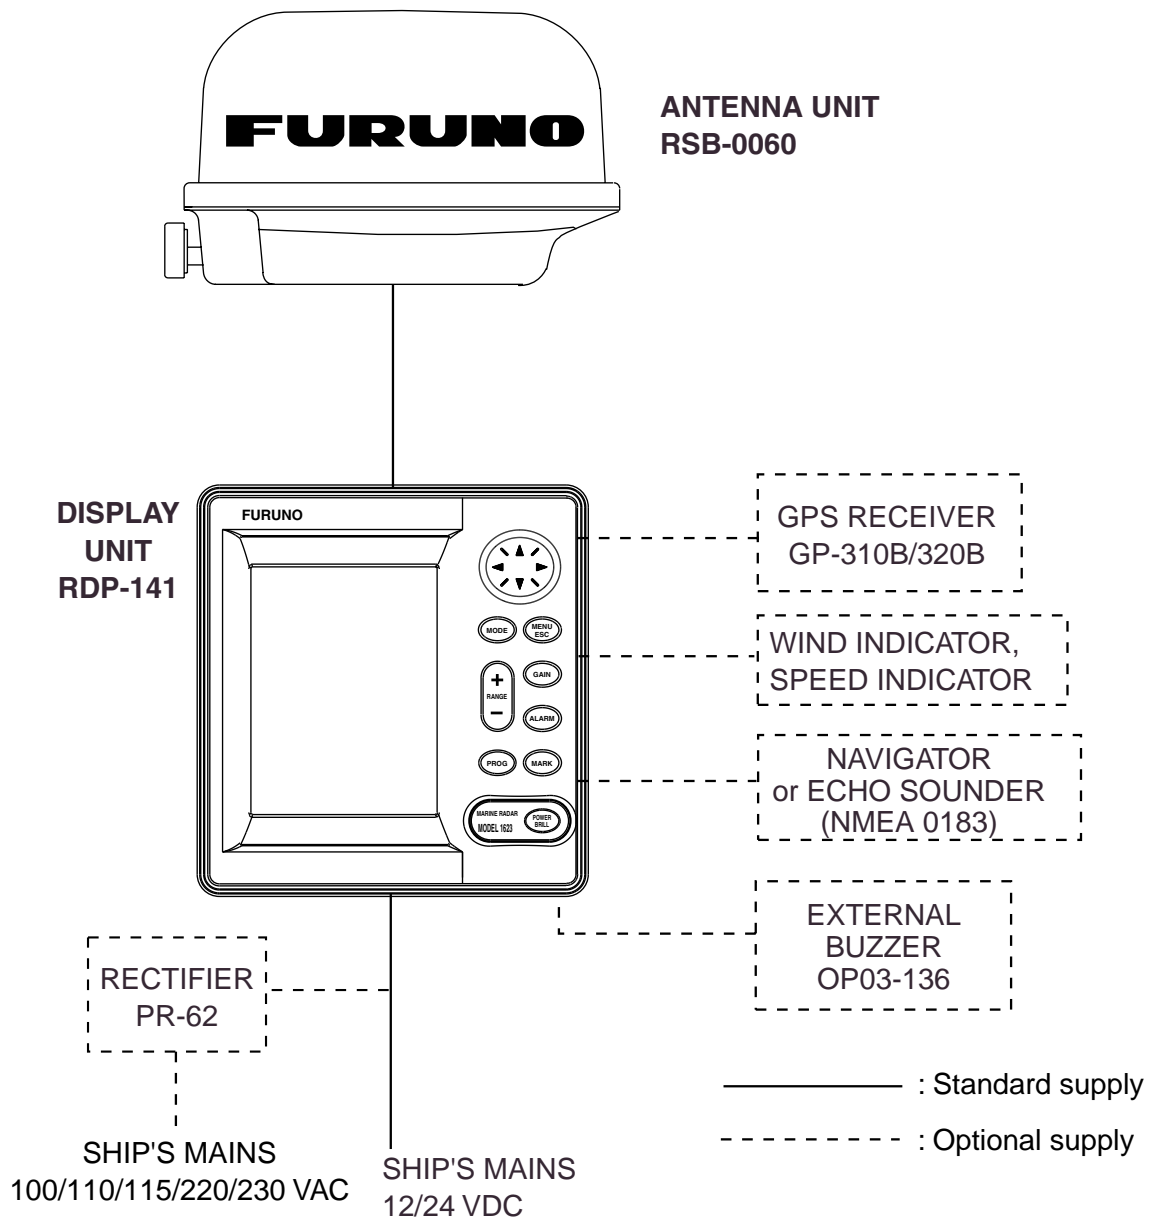 FURUNO
ANTENNA UNIT
RSB-0060
DISPLAY
UNIT
RDP-141
FURUNO
MODE
MENU
ESC
+
RANGE
−
GAIN
ALARM
PROG
MARK
MARINE RADAR
MODEL 1623
POWER
BRILL
GPS RECEIVER
GP-310B/320B
WIND INDICATOR,
SPEED INDICATOR
NAVIGATOR
or ECHO SOUNDER
(NMEA 0183)
EXTERNAL
BUZZER
OP03-136
RECTIFIER
PR-62
SHIP'S MAINS
100/110/115/220/230 VAC
SHIP'S MAINS
12/24 VDC
: Standard supply
: Optional supply